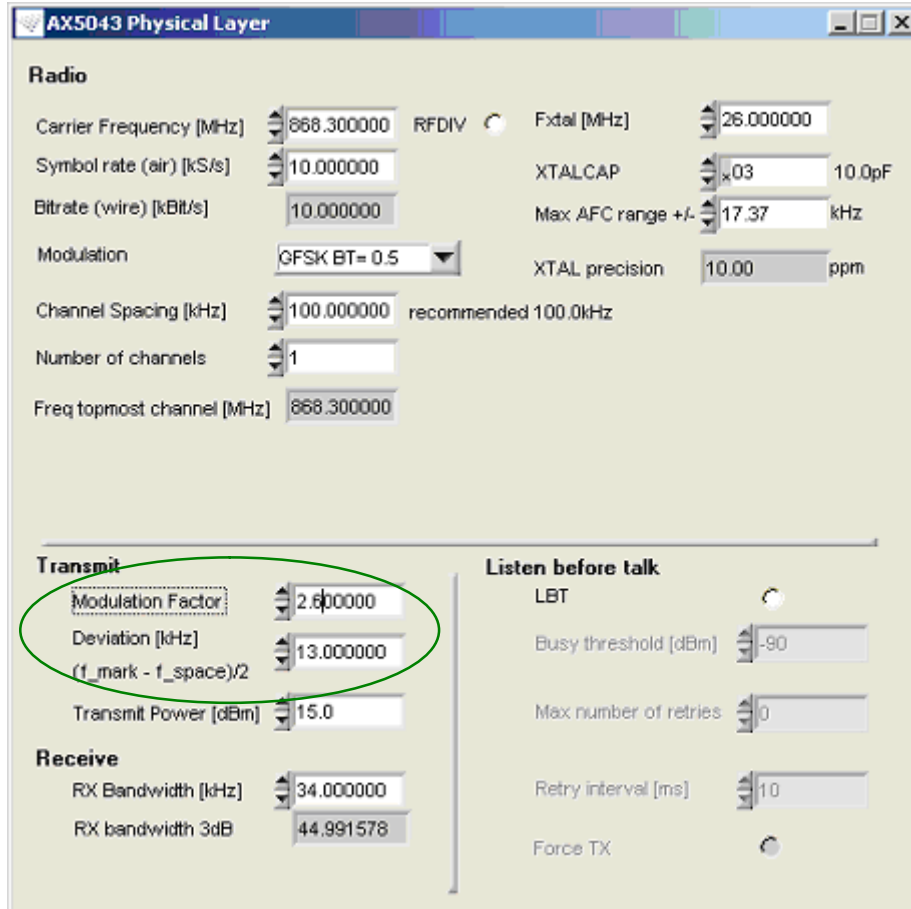 AX5043 Physical Layer
Radio
Carrier Frequency [MHz] 868.300000 RFDIV Fxtal [MHz] 26.000000
Symbol rate (air) [kS/s] 10.000000 XTALCAP x03 10.0pF
Bitrate (wire) [kBit/s] 10.000000 Max AFC range +/- 17.37 kHz
Modulation GFSK BT= 0.5 XTAL precision 10.00 ppm
Channel Spacing [kHz] 100.000000 recommended 100.0kHz
Number of channels 1
Freq topmost channel [MHz] 868.300000
Transmit
Modulation Factor 2.600000
Deviation [kHz]
(f_mark - f_space)/2 13.000000
Transmit Power [dBm] 15.0
Receive
RX Bandwidth [kHz] 34.000000
RX bandwidth 3dB 44.991578
Listen before talk
LBT
Busy threshold [dBm] -90
Max number of retries 0
Retry interval [ms] 10
Force TX